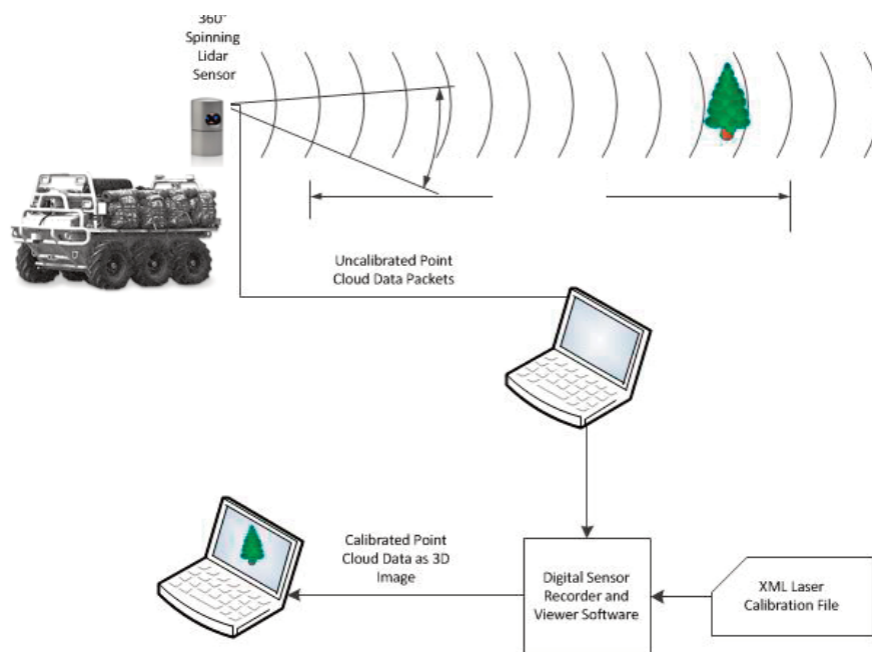 360°
Spinning
Lidar
Sensor
Uncalibrated Point
Cloud Data Packets
Calibrated Point
Cloud Data as 3D
Image
Digital Sensor
Recorder and
Viewer Software
XML Laser
Calibration File